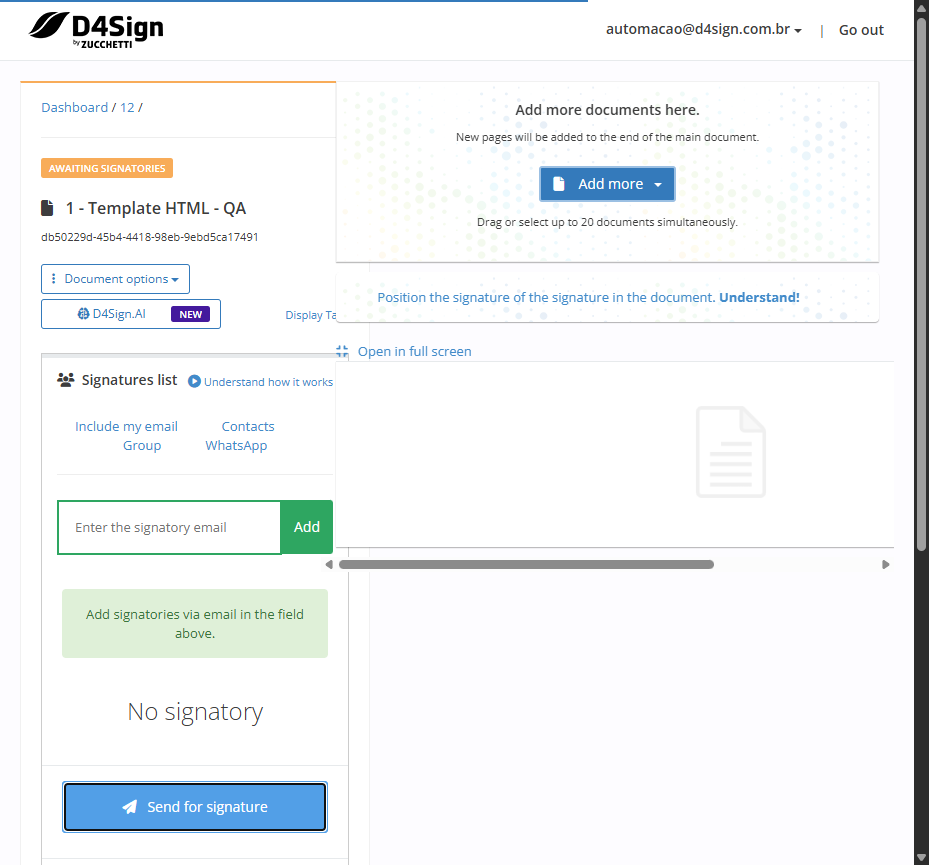 D4Sign
by ZUCCHETTI
automacao@d4sign.com.br
|
Go out
Dashboard / 12 /
AWAITING SIGNATORIES
1 - Template HTML - QA
db50229d-45b4-4418-98eb-9ebd5ca17491
Document options
D4Sign.AI NEW
Display Ta
Signatures list
Understand how it works
Include my email
Contacts
Group
WhatsApp
Enter the signatory email
Add
Add signatories via email in the field
above.
No signatory
Send for signature
Add more documents here.
New pages will be added to the end of the main document.
Add more
Drag or select up to 20 documents simultaneously.
Position the signature of the signature in the document. Understand!
Open in full screen